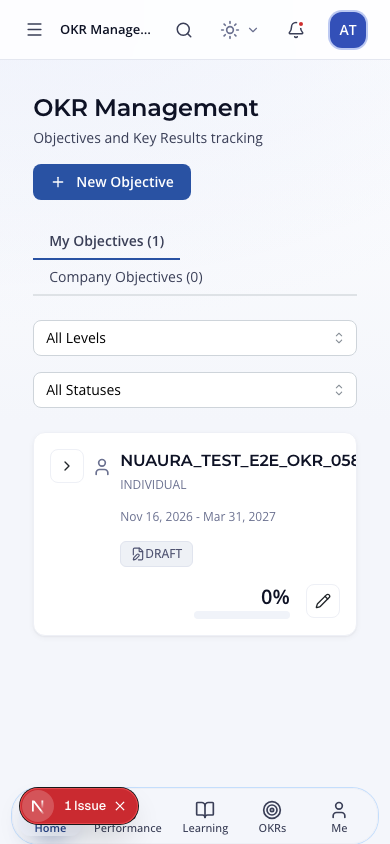 OKR Manage...
AT
OKR Management
Objectives and Key Results tracking
New Objective
My Objectives (1)
Company Objectives (0)
All Levels
All Statuses
NUAURA_TEST_E2E_OKR_058
INDIVIDUAL
Nov 16, 2026 - Mar 31, 2027
DRAFT
0%
N 1 Issue
Home Performance Learning OKRs Me